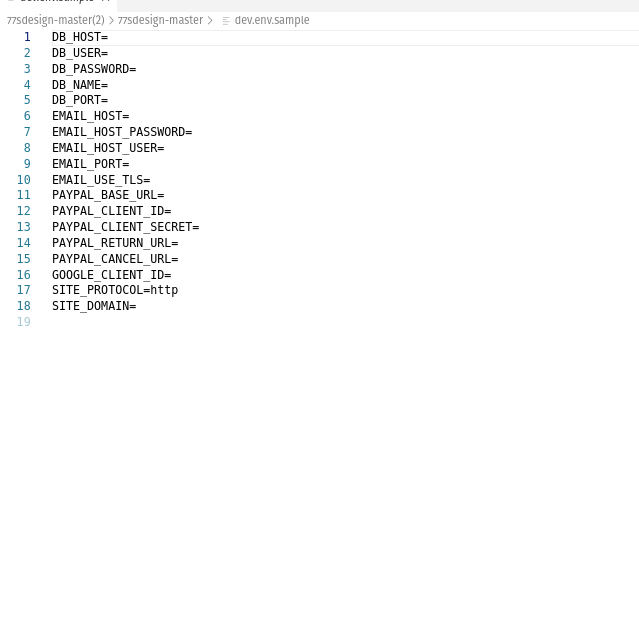 77sdesign-master(2) > 77sdesign-master > dev.env.sample
1 DB_HOST=
2 DB_USER=
3 DB_PASSWORD=
4 DB_NAME=
5 DB_PORT=
6 EMAIL_HOST=
7 EMAIL_HOST_PASSWORD=
8 EMAIL_HOST_USER=
9 EMAIL_PORT=
10 EMAIL_USE_TLS=
11 PAYPAL_BASE_URL=
12 PAYPAL_CLIENT_ID=
13 PAYPAL_CLIENT_SECRET=
14 PAYPAL_RETURN_URL=
15 PAYPAL_CANCEL_URL=
16 GOOGLE_CLIENT_ID=
17 SITE_PROTOCOL=http
18 SITE_DOMAIN=
19